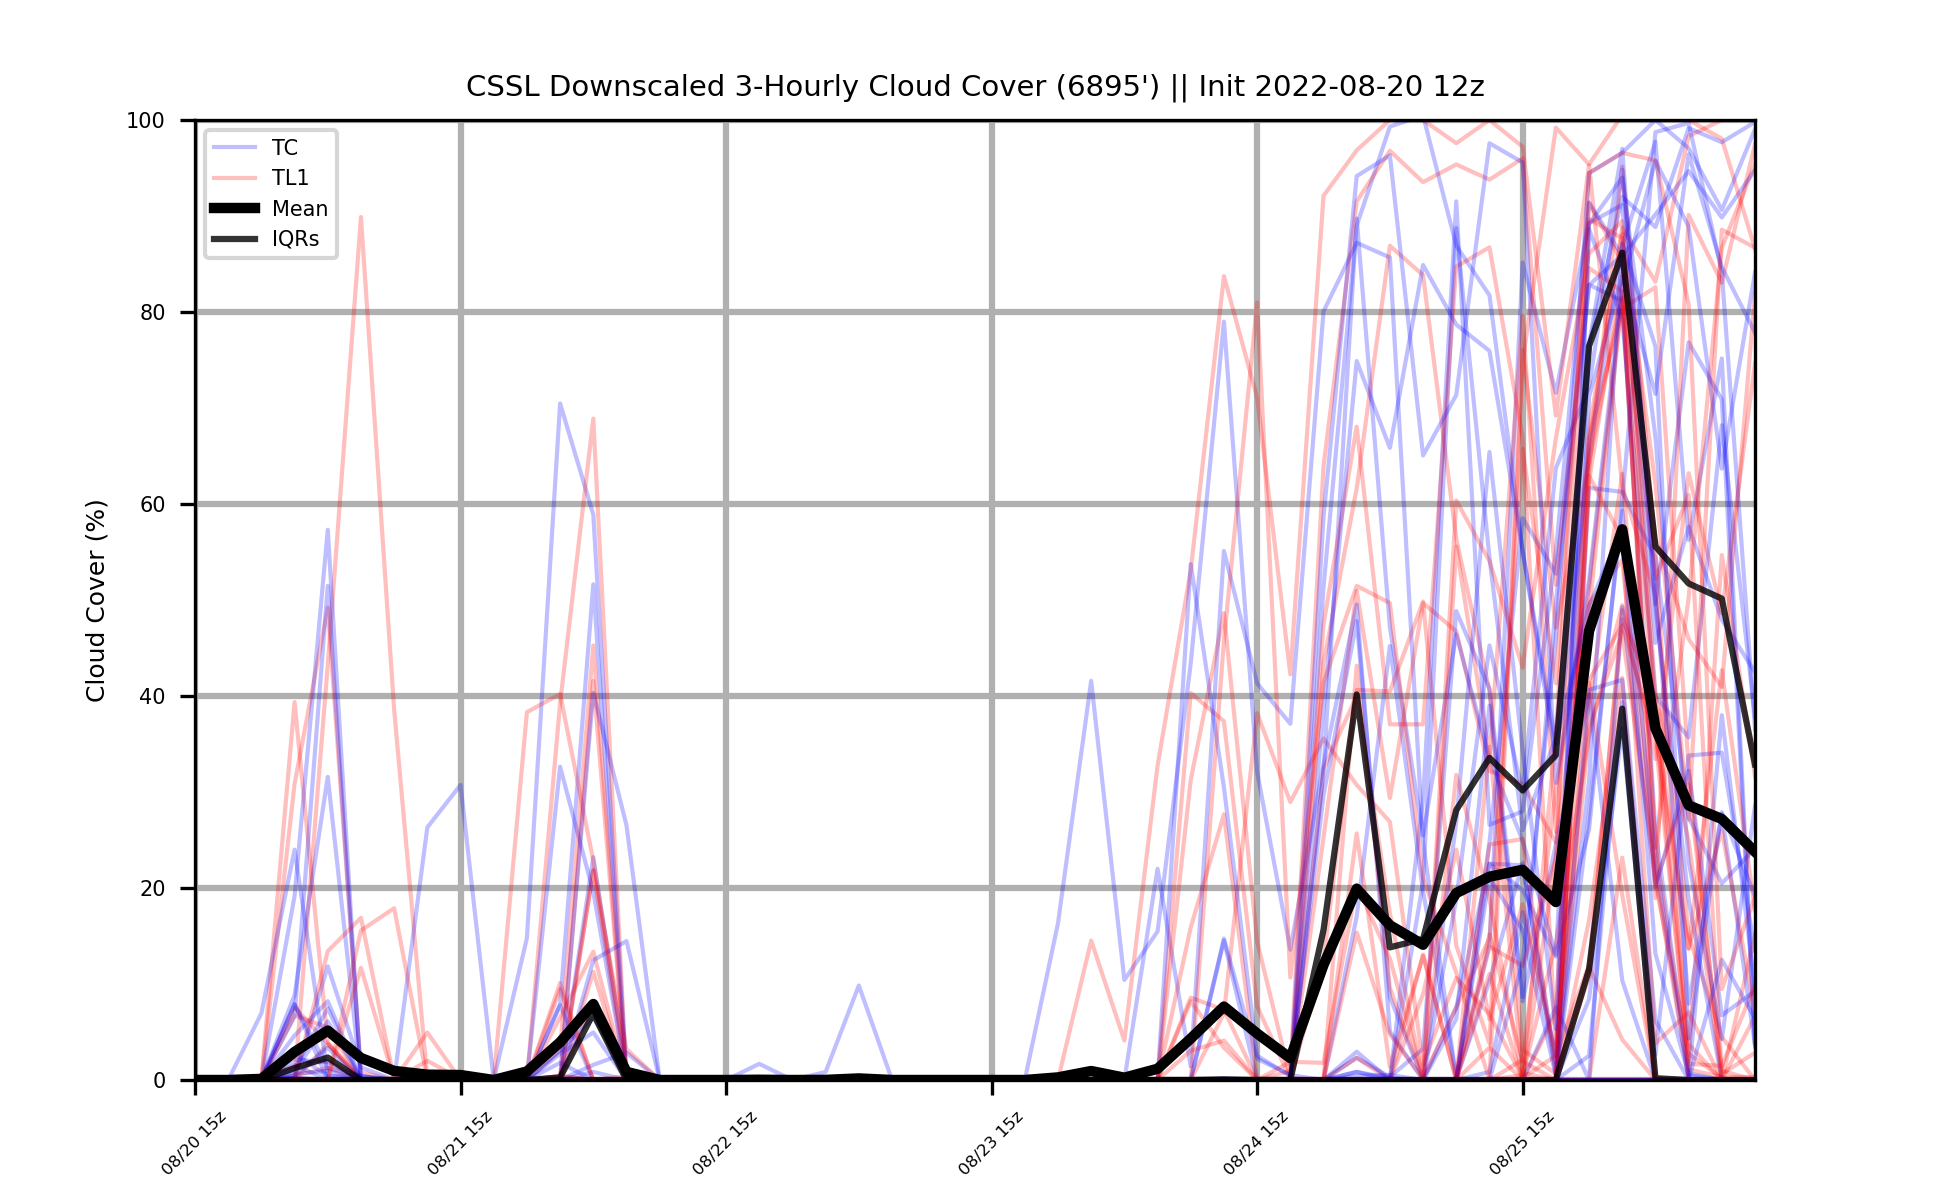 CSSL Downscaled 3-Hourly Cloud Cover (6895') || Init 2022-08-20 12z
100
80
60
40
20
0
Cloud Cover (%)
TC
TL1
Mean
IQRs
08/20 15z
08/21 15z
08/22 15z
08/23 15z
08/24 15z
08/25 15z